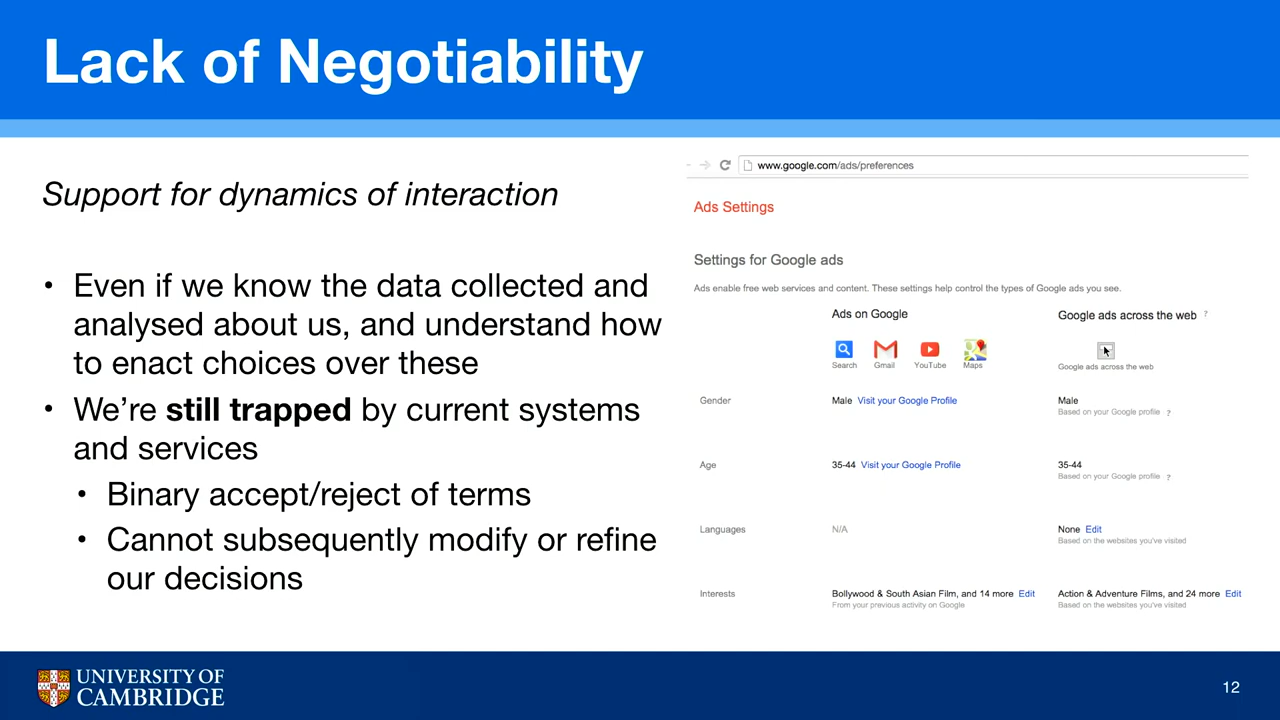 Lack of Negotiability
Support for dynamics of interaction
• Even if we know the data collected and
analysed about us, and understand how
to enact choices over these
• We’re still trapped by current systems
and services
• Binary accept/reject of terms
• Cannot subsequently modify or refine
our decisions
www.google.com/ads/preferences
Ads Settings
Settings for Google ads
Ads enable free web services and content. These settings help control the types of Google ads you see.
Ads on Google
Google ads across the web ?
Search Gmail YouTube Maps
Google ads across the web
Gender
Male Visit your Google Profile
Male
Based on your Google profile ?
Age
35-44 Visit your Google Profile
35-44
Based on your Google profile ?
Languages
N/A
None Edit
Based on the websites you've visited
Interests
Bollywood & South Asian Film, and 14 more Edit
From your previous activity on Google
Action & Adventure Films, and 24 more Edit
Based on the websites you've visited
UNIVERSITY OF
CAMBRIDGE
12